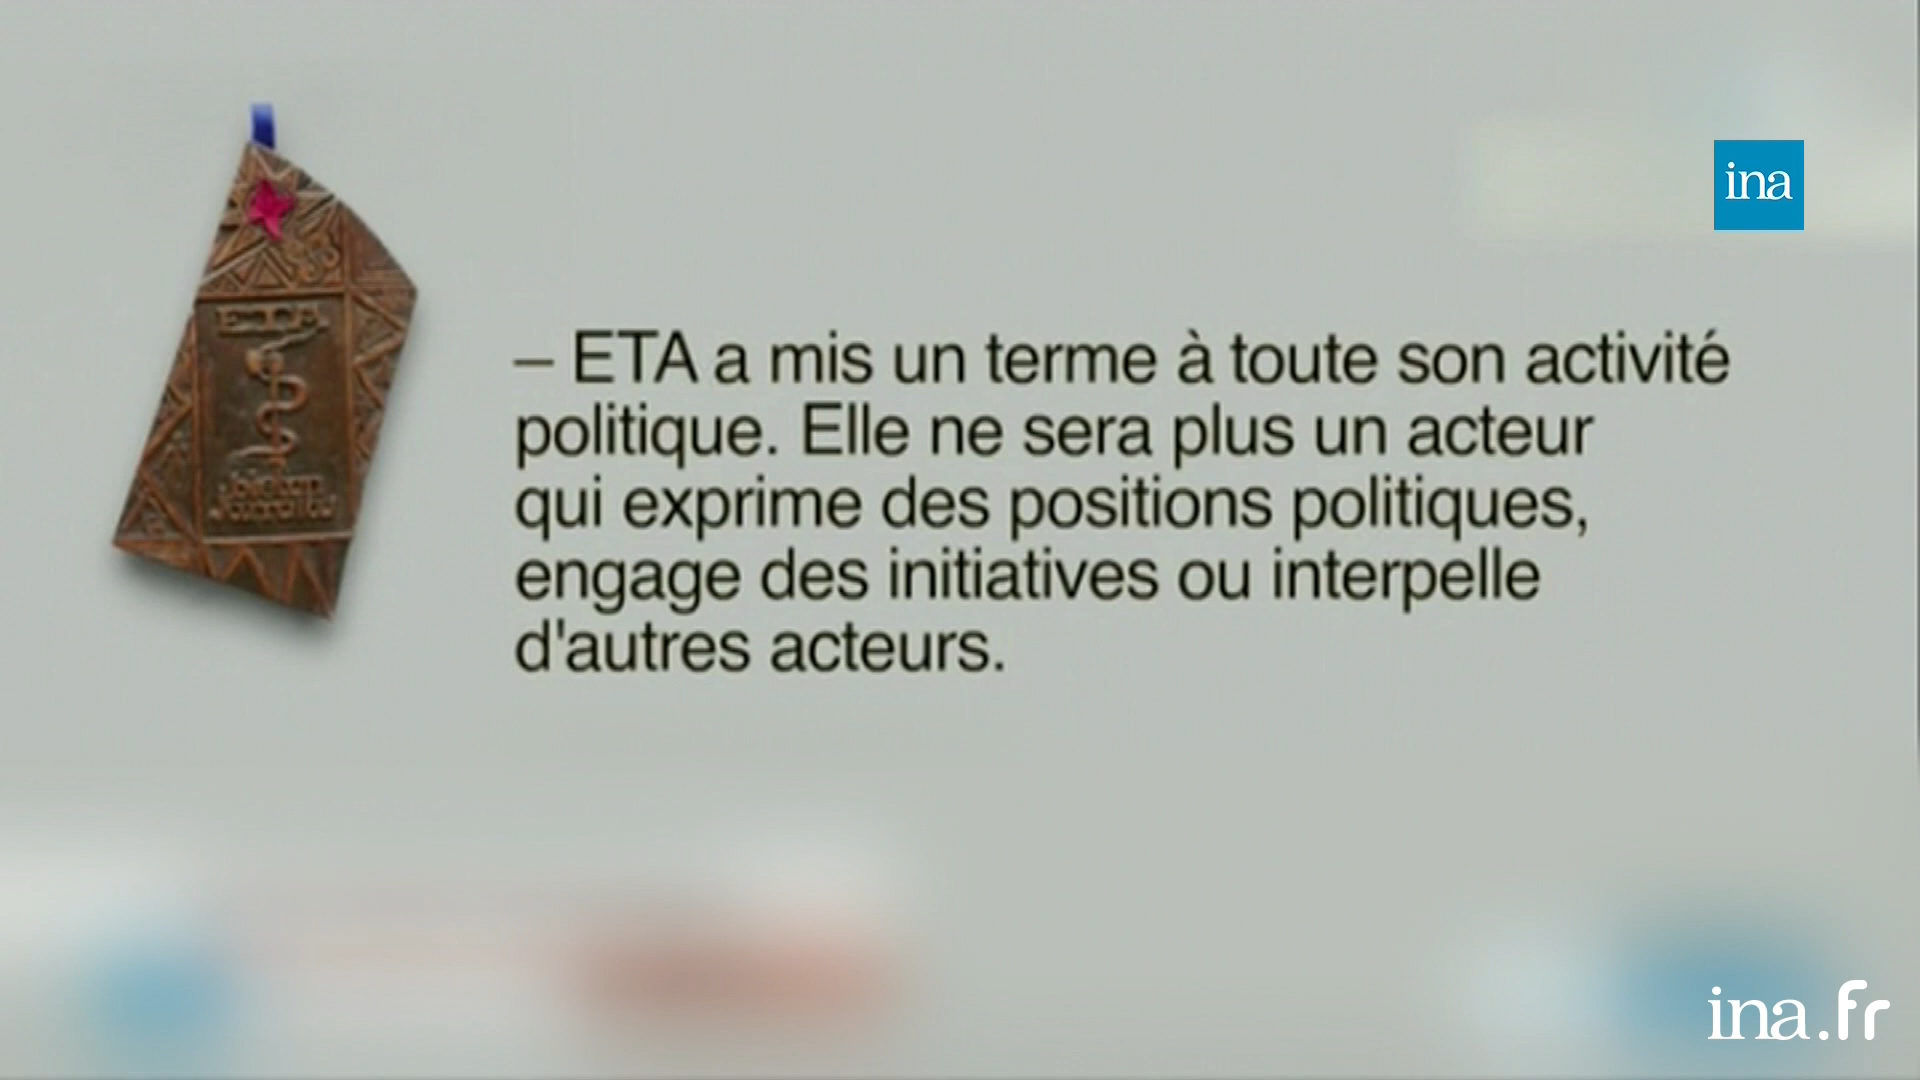 ina
ETA
– ETA a mis un terme à toute son activité
politique. Elle ne sera plus un acteur
qui exprime des positions politiques,
engage des initiatives ou interpelle
d'autres acteurs.
ina.fr